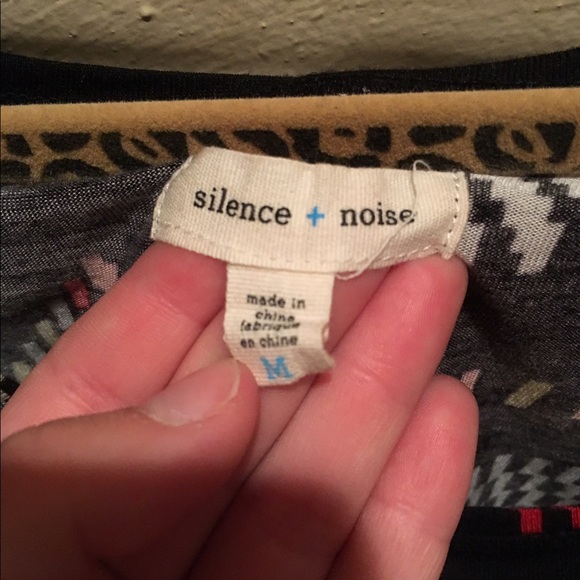 silence + noise
made in
china
fabriqué
en chine
M